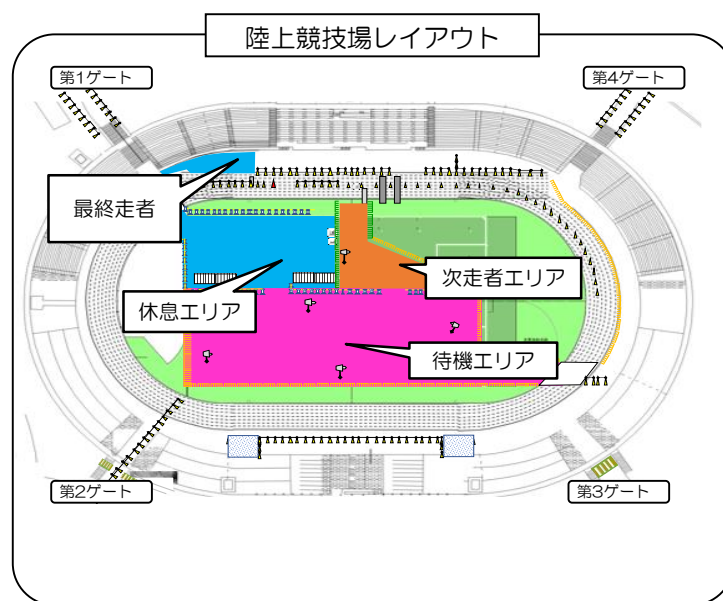 陸上競技場レイアウト
第1ゲート
第4ゲート
最終走者
次走者エリア
休息エリア
待機エリア
第2ゲート
第3ゲート